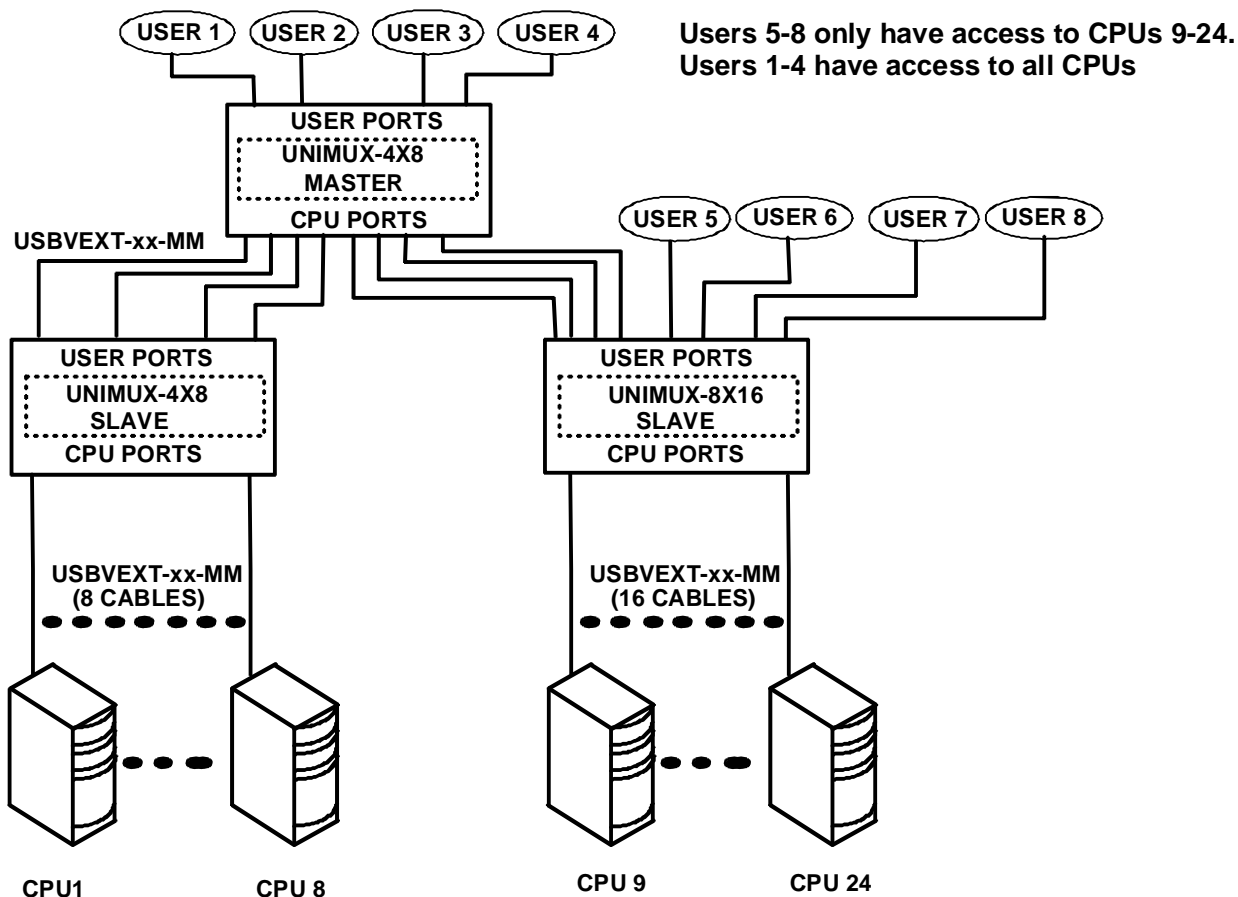 USER 1
USER 2
USER 3
USER 4
Users 5-8 only have access to CPUs 9-24.
Users 1-4 have access to all CPUs
USER PORTS
UNIMUX-4X8
MASTER
CPU PORTS
USER 5
USER 6
USER 7
USER 8
USBVEXT-xx-MM
USER PORTS
UNIMUX-4X8
SLAVE
CPU PORTS
USER PORTS
UNIMUX-8X16
SLAVE
CPU PORTS
USBVEXT-xx-MM
(8 CABLES)
USBVEXT-xx-MM
(16 CABLES)
CPU1
CPU 8
CPU 9
CPU 24